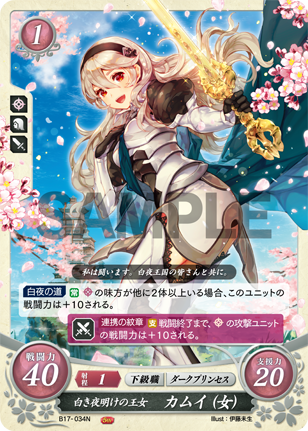 1
SAMPLE
私は闘います。白夜王国の皆さんと共に。
白夜の道 常 の味方が他に2体以上いる場合、このユニットの戦闘力は+10される。
連携の紋章 支 戦闘終了まで、の攻撃ユニット
の戦闘力は+10される。
戦闘力
40
射程 1 下級職 ダークプリンセス
支援力
20
白き夜明けの王女 カムイ(女)
B17-034N
Illust:伊藤未生